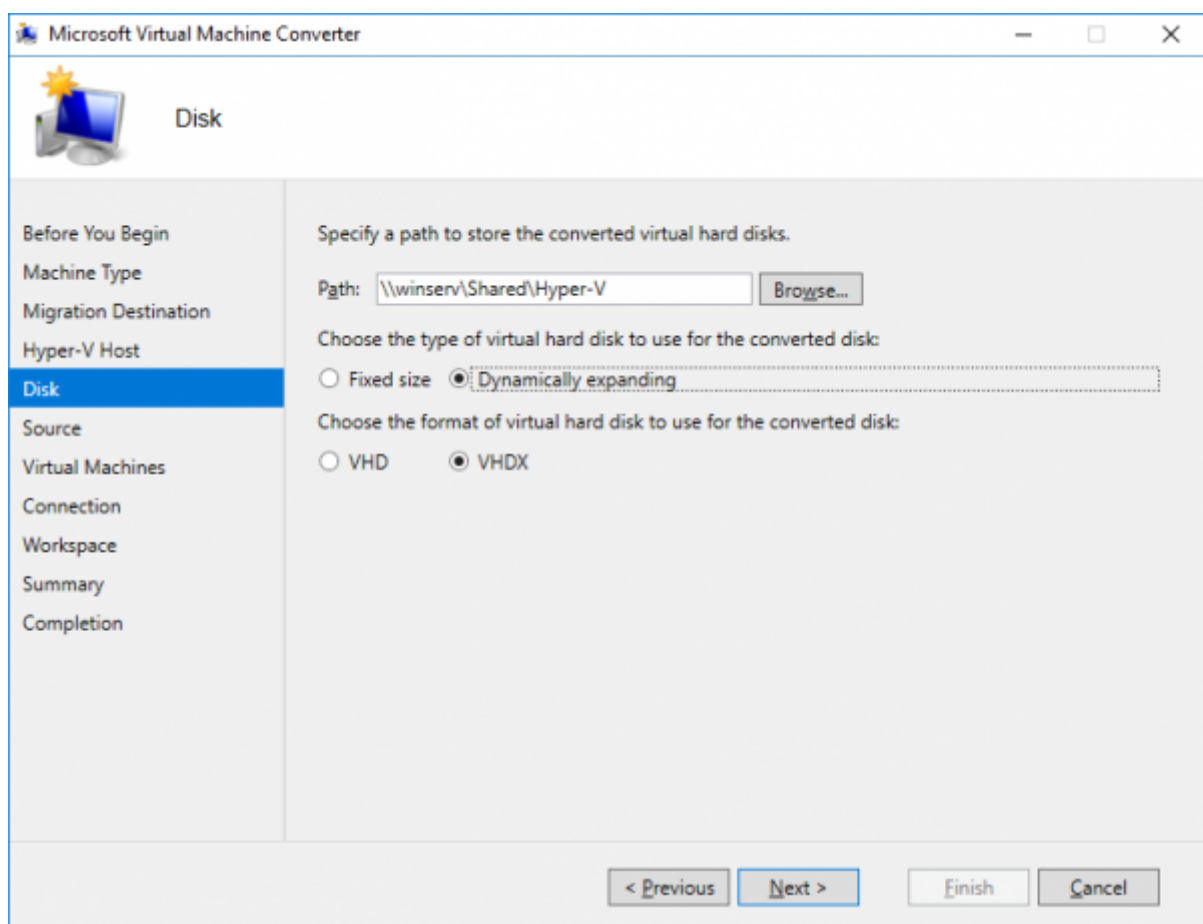 Microsoft Virtual Machine Converter
Disk
Before You Begin
Machine Type
Migration Destination
Hyper-V Host
Disk
Source
Virtual Machines
Connection
Workspace
Summary
Completion
Specify a path to store the converted virtual hard disks.
Path: \\winserv\Shared\Hyper-V Browse...
Choose the type of virtual hard disk to use for the converted disk:
Fixed size Dynamically expanding
Choose the format of virtual hard disk to use for the converted disk:
VHD VHDX
< Previous Next > Finish Cancel